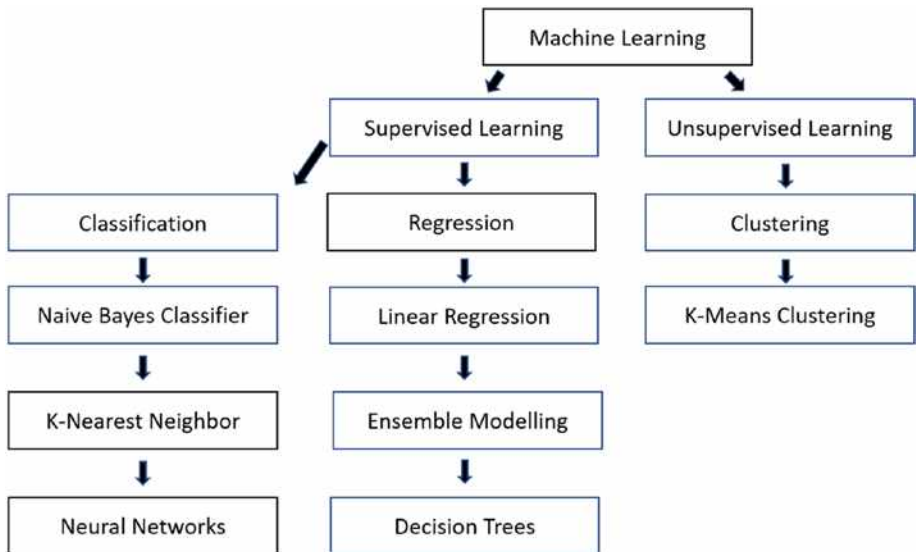 Machine Learning
Supervised Learning
Unsupervised Learning
Classification
Regression
Clustering
Naive Bayes Classifier
Linear Regression
K-Means Clustering
K-Nearest Neighbor
Ensemble Modelling
Neural Networks
Decision Trees